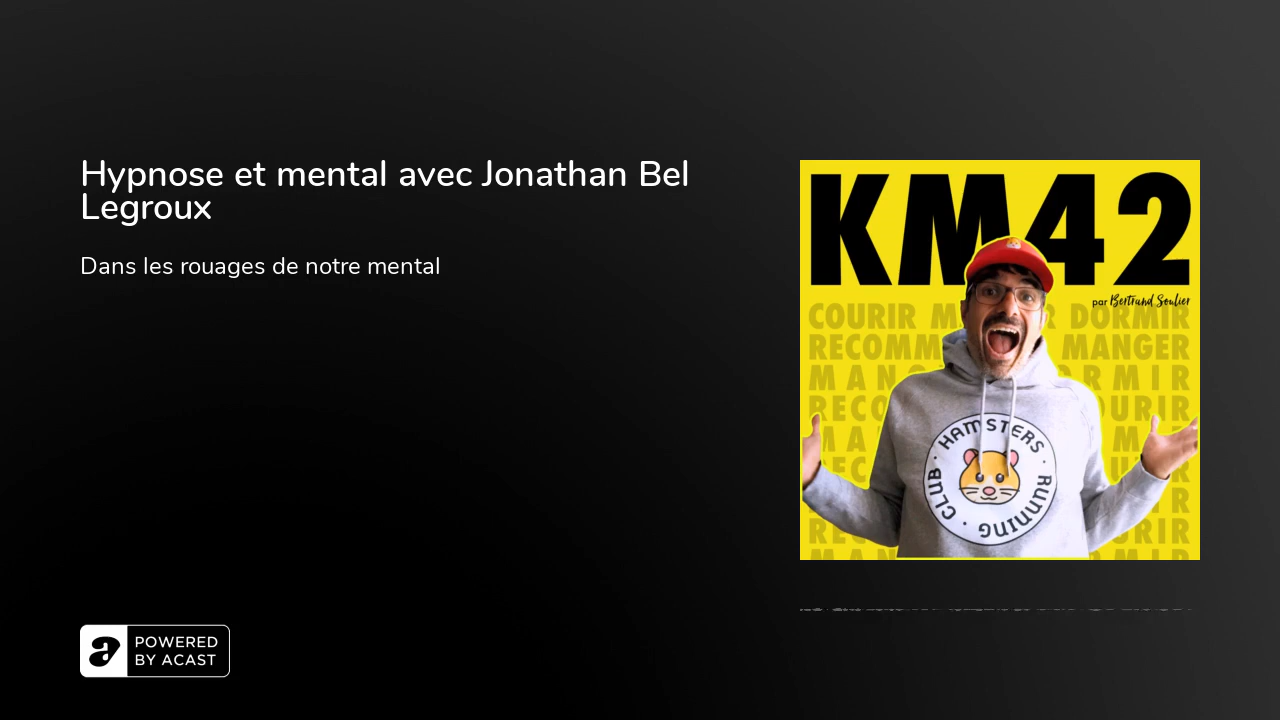 Hypnose et mental avec Jonathan Bel
Legroux
Dans les rouages de notre mental
KM42
par Bertrand Soulier
COURIR DORMIR
RECOMM MANGER
HAMSTERS RUNNING CLUB
POWERED
BY ACAST